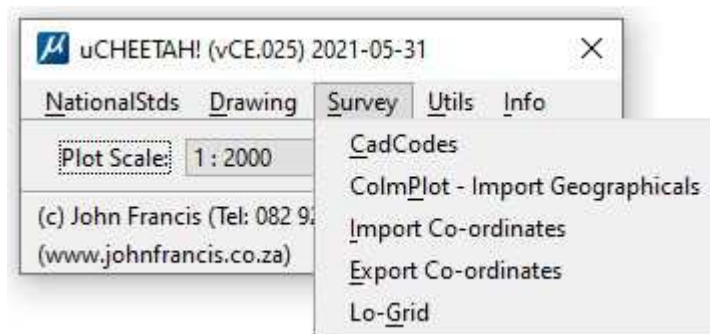 µ uCHEETAH! (vCE.025) 2021-05-31
NationalStds Drawing Survey Utils Info
Plot Scale: 1 : 2000
(c) John Francis (Tel: 082 92
(www.johnfrancis.co.za)
CadCodes
ColmPlot - Import Geographicals
Import Co-ordinates
Export Co-ordinates
Lo-Grid